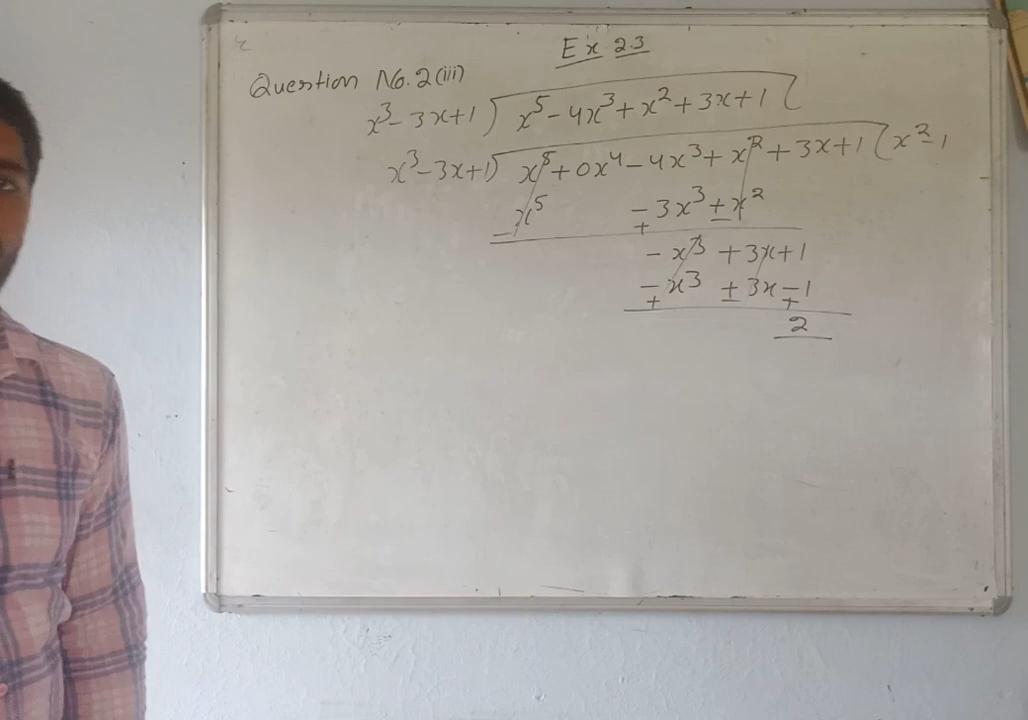 Ex 2.3
Question No. 2(iii)
x³-3x+1) x⁵-4x³+x²+3x+1(
x³-3x+1) x⁵+0x⁴-4x³+x²+3x+1(x²-1
x⁵ -3x³+x²
- + -
-x³ +3x+1
-x³ +3x-1
+ - +
2